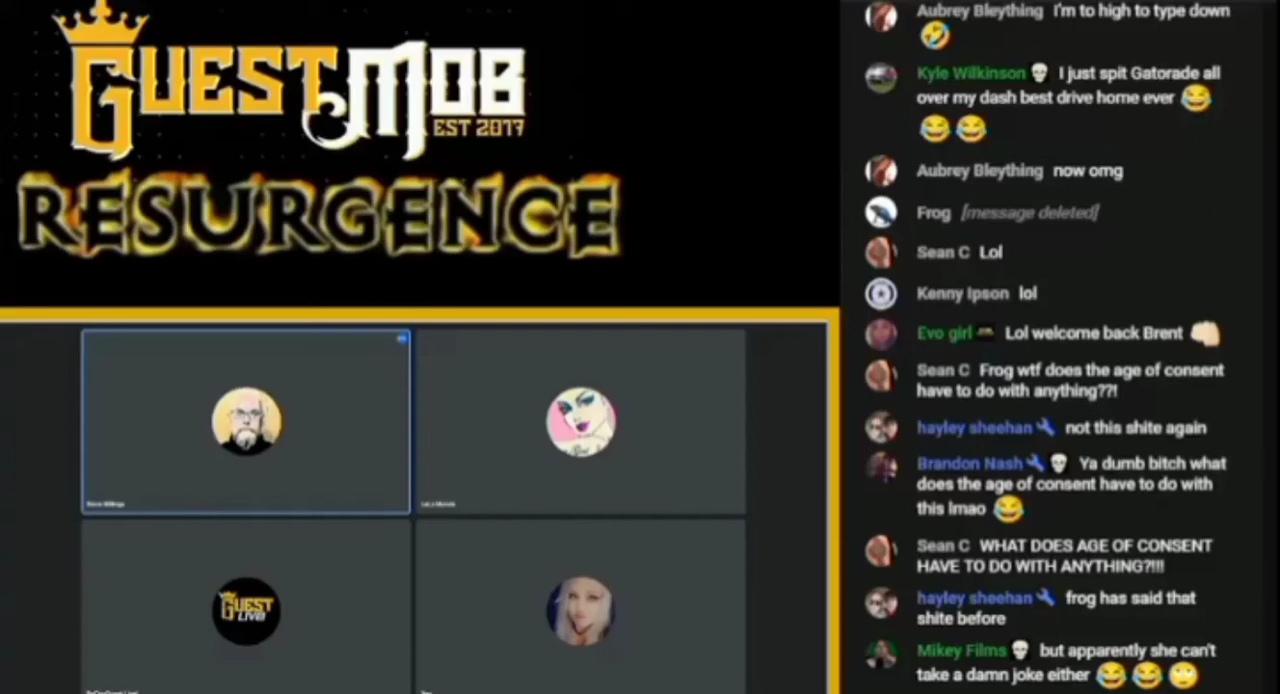 GUESTMOB
EST 2017
RESURGENCE
GUEST
LIVE!
Aubrey Bleything I'm to high to type down
🤣
Kyle Wilkinson 💀 I just spit Gatorade all
over my dash best drive home ever 😂
😂 😂
Aubrey Bleything now omg
Frog [message deleted]
Sean C Lol
Kenny Ipson lol
Evo girl Lol welcome back Brent 👊🏻
Sean C Frog wtf does the age of consent
have to do with anything??!
hayley sheehan 🔧 not this shite again
Brandon Nash 🔧 💀 Ya dumb bitch what
does the age of consent have to do with
this lmao 😂
Sean C WHAT DOES AGE OF CONSENT
HAVE TO DO WITH ANYTHING?!!!
hayley sheehan 🔧 frog has said that
shite before
Mikey Films 💀 but apparently she can't
take a damn joke either 😂 😂 🙄